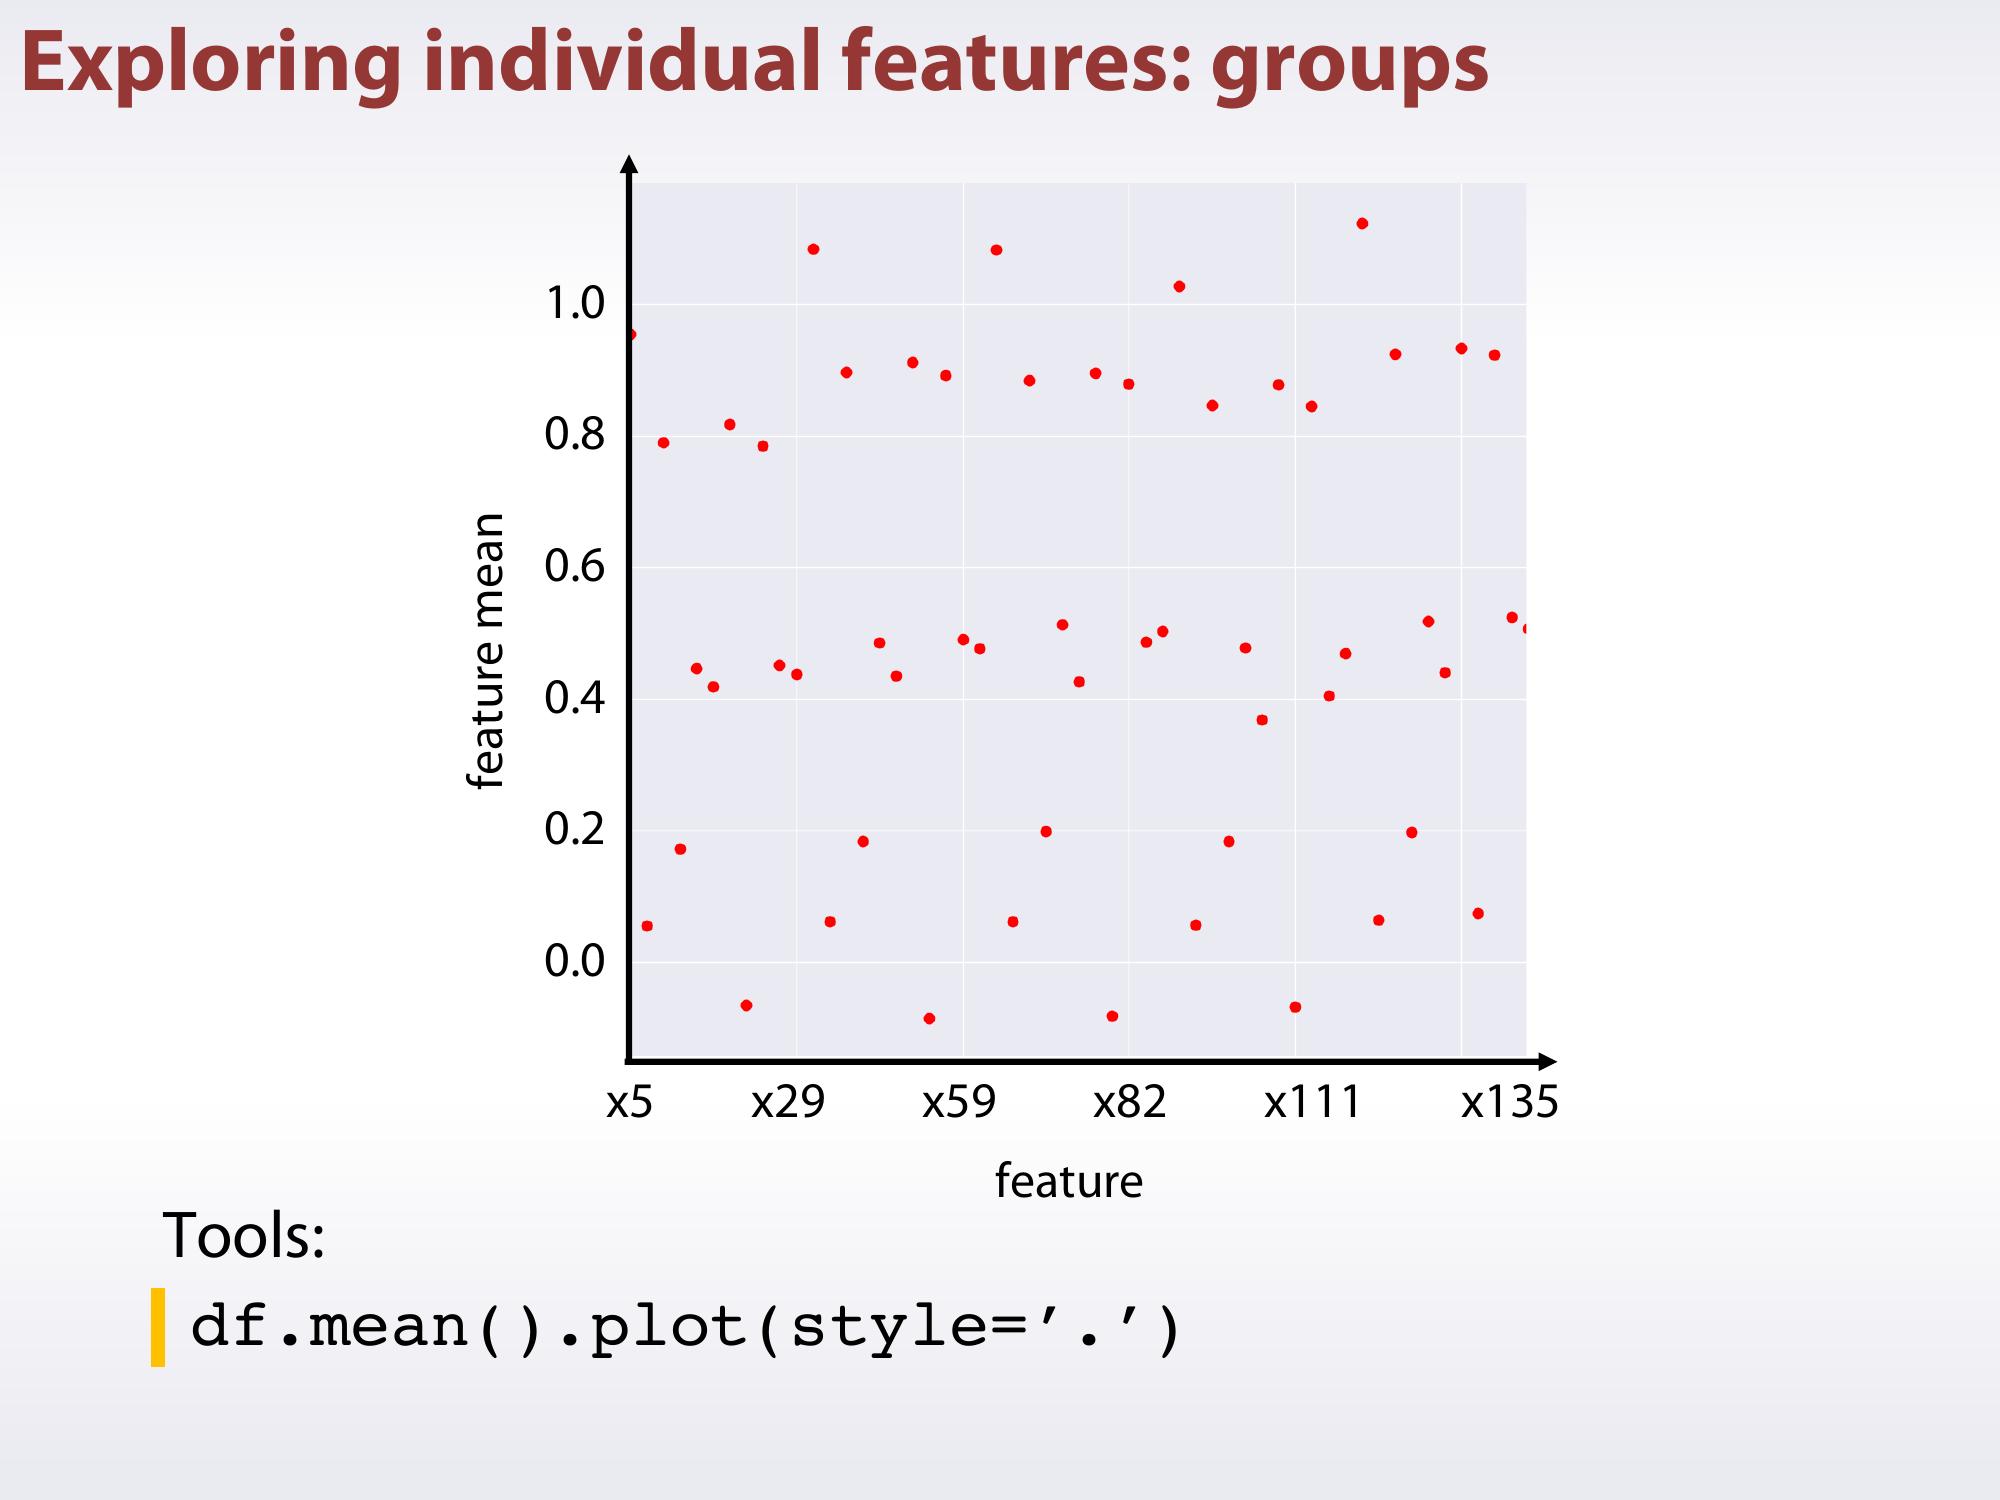 Exploring individual features: groups
1.0
0.8
0.6
0.4
0.2
0.0
feature mean
x5 x29 x59 x82 x111 x135
feature
Tools:
df.mean().plot(style=’.’)